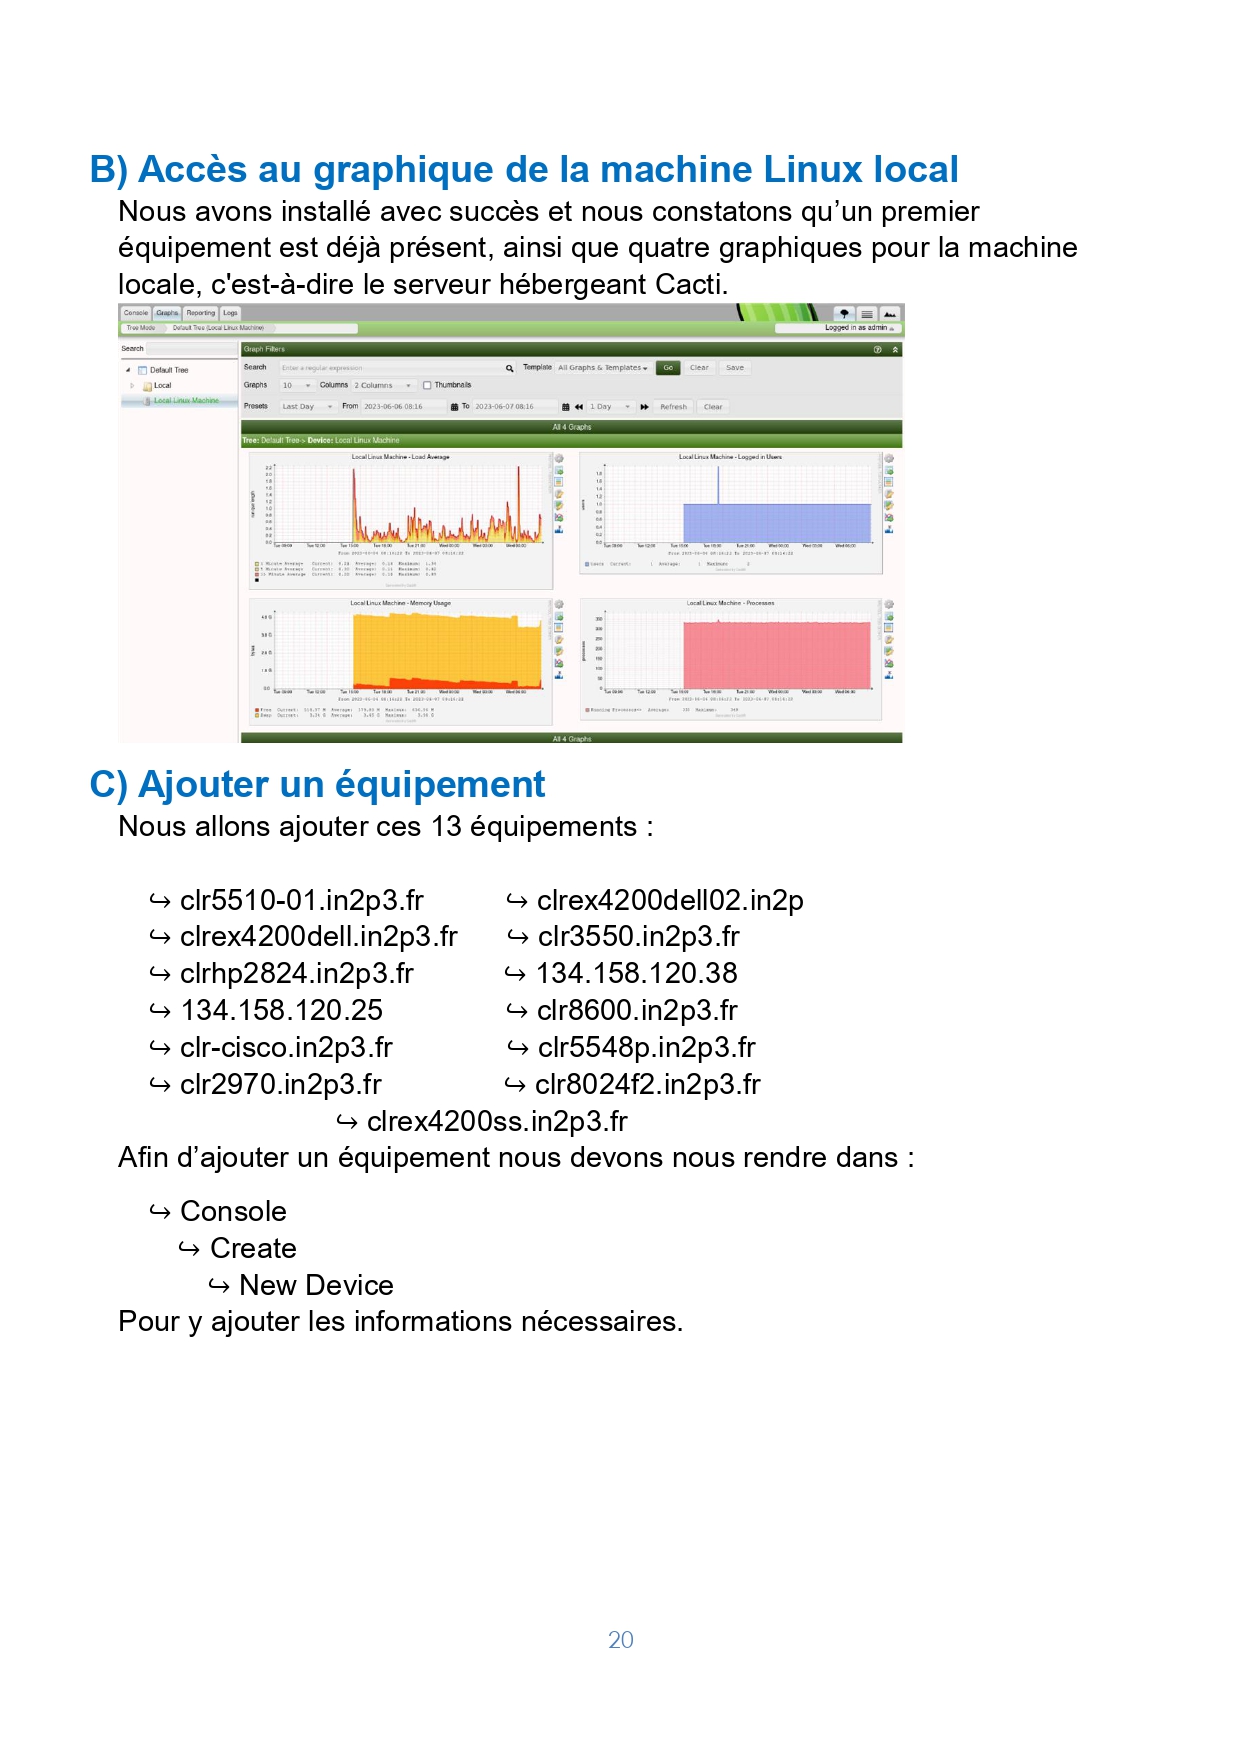 B) Accès au graphique de la machine Linux local
Nous avons installé avec succès et nous constatons qu’un premier
équipement est déjà présent, ainsi que quatre graphiques pour la machine
locale, c'est-à-dire le serveur hébergeant Cacti.
Console Graphs Reporting Logs
Tree Mode Default Tree (Local Linux Machine) Logged in as admin
Search
Default Tree
Local
Local Linux Machine
Graph Filters
Search Enter a regular expression Template All Graphs & Templates Go Clear Save
Graphs 10 Columns 2 Columns Thumbnails
Presets Last Day From 2023-06-06 08:16 To 2023-06-07 08:16 1 Day Refresh Clear
All 4 Graphs
Tree: Default Tree-> Device: Local Linux Machine
Local Linux Machine - Load Average
Local Linux Machine - Logged in Users
Local Linux Machine - Memory Usage
Local Linux Machine - Processes
All 4 Graphs
C) Ajouter un équipement
Nous allons ajouter ces 13 équipements :
↪ clr5510-01.in2p3.fr ↪ clrex4200dell02.in2p
↪ clrex4200dell.in2p3.fr ↪ clr3550.in2p3.fr
↪ clrhp2824.in2p3.fr ↪ 134.158.120.38
↪ 134.158.120.25 ↪ clr8600.in2p3.fr
↪ clr-cisco.in2p3.fr ↪ clr5548p.in2p3.fr
↪ clr2970.in2p3.fr ↪ clr8024f2.in2p3.fr
↪ clrex4200ss.in2p3.fr
Afin d’ajouter un équipement nous devons nous rendre dans :
↪ Console
↪ Create
↪ New Device
Pour y ajouter les informations nécessaires.
20